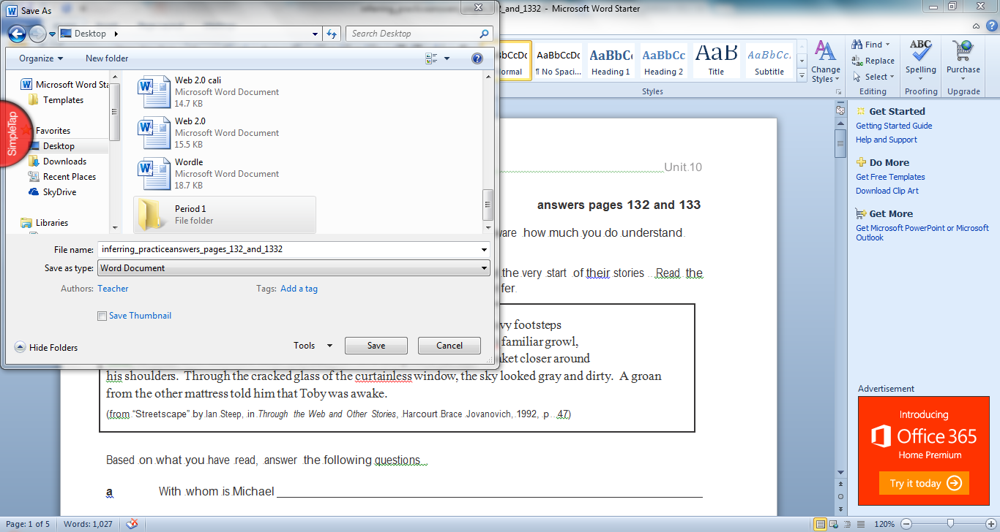 Save As
inferring_practiceanswers_pages_132_and_1332 - Microsoft Word Starter
Desktop
Search Desktop
Organize
New folder
Microsoft Word Sta
Templates
Favorites
Desktop
Downloads
Recent Places
SkyDrive
Libraries
SimpleTap
Web 2.0 cali
Microsoft Word Document
14.7 KB
Web 2.0
Microsoft Word Document
15.5 KB
Wordle
Microsoft Word Document
18.7 KB
Period 1
File folder
File name: inferring_practiceanswers_pages_132_and_1332
Save as type: Word Document
Authors: Teacher
Tags: Add a tag
Save Thumbnail
Hide Folders
Tools
Save
Cancel
AaBbCcDc
¶ No Spaci...
AaBbCc
Heading 1
AaBbCc
Heading 2
AaB
Title
AaBbCc.
Subtitle
Change Styles
Styles
Find
Replace
Select
Editing
ABC
Spelling
Proofing
Purchase
Upgrade
Unit 10
answers pages 132 and 133
how much you do understand.
the very start of their stories. Read the
footsteps
familiar growl,
closer around
his shoulders. Through the cracked glass of the curtainless window, the sky looked gray and dirty. A groan
from the other mattress told him that Toby was awake.
(from "Streetscape" by Ian Steep, in Through the Web and Other Stories, Harcourt Brace Jovanovich, 1992, p. 47)
Based on what you have read, answer the following questions.
a With whom is Michael
Get Started
Getting Started Guide
Help and Support
Do More
Get Free Templates
Download Clip Art
Get More
Get Microsoft PowerPoint or Microsoft
Outlook
Advertisement
Introducing
Office 365
Home Premium
Try it today
Page: 1 of 5
Words: 1,027
120%